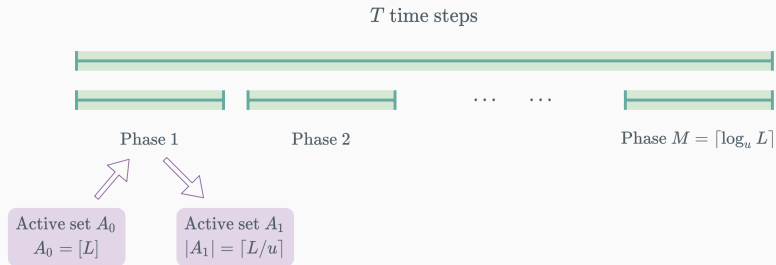 T time steps
... ...
Phase 1
Phase 2
Phase M = ⌈log_u L⌉
Active set A_0
A_0 = [L]
Active set A_1
|A_1| = ⌈L/u⌉